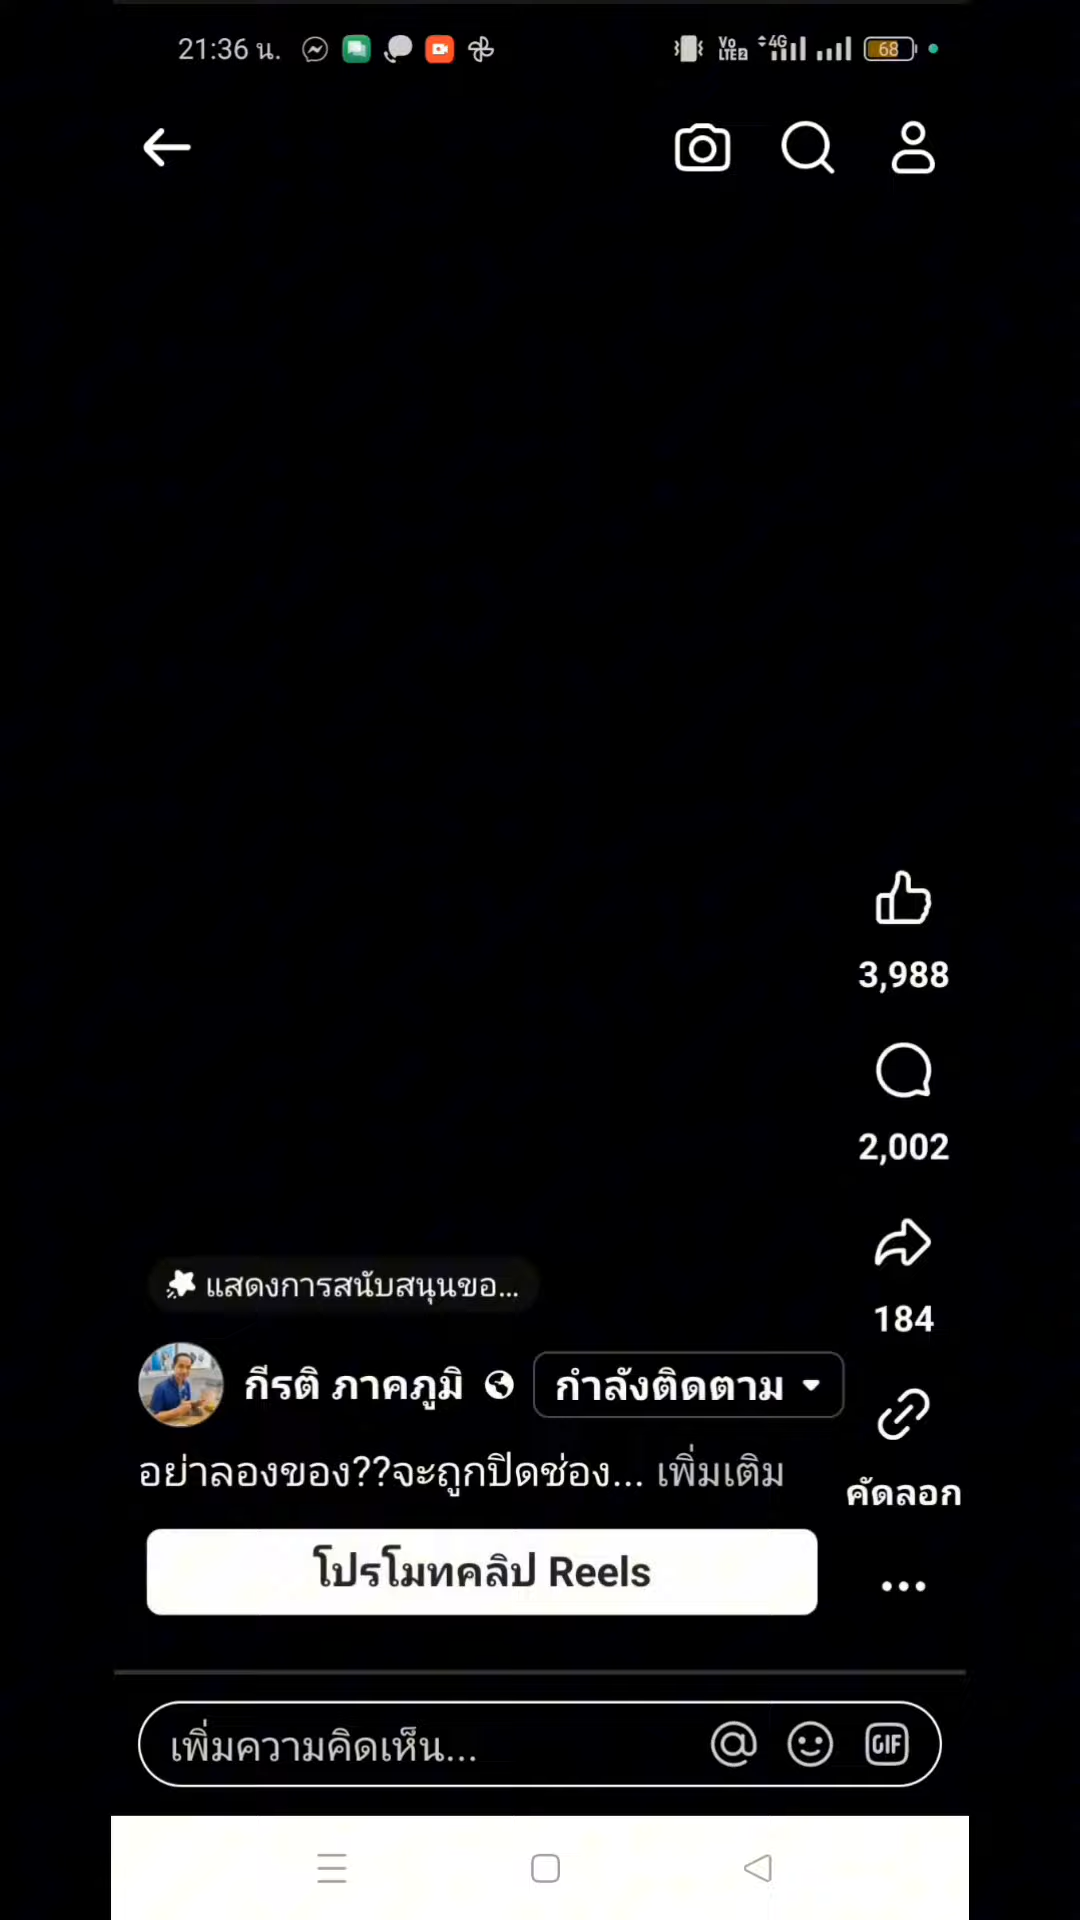 21:36 น.
Vo LTE2 4G 68
3,988
2,002
184
แสดงการสนับสนุนขอ...
กีรติ ภาคภูมิ กำลังติดตาม
อย่าลองของ??จะถูกปิดช่อง... เพิ่มเติม
คัดลอก
โปรโมทคลิป Reels
เพิ่มความคิดเห็น...
GIF